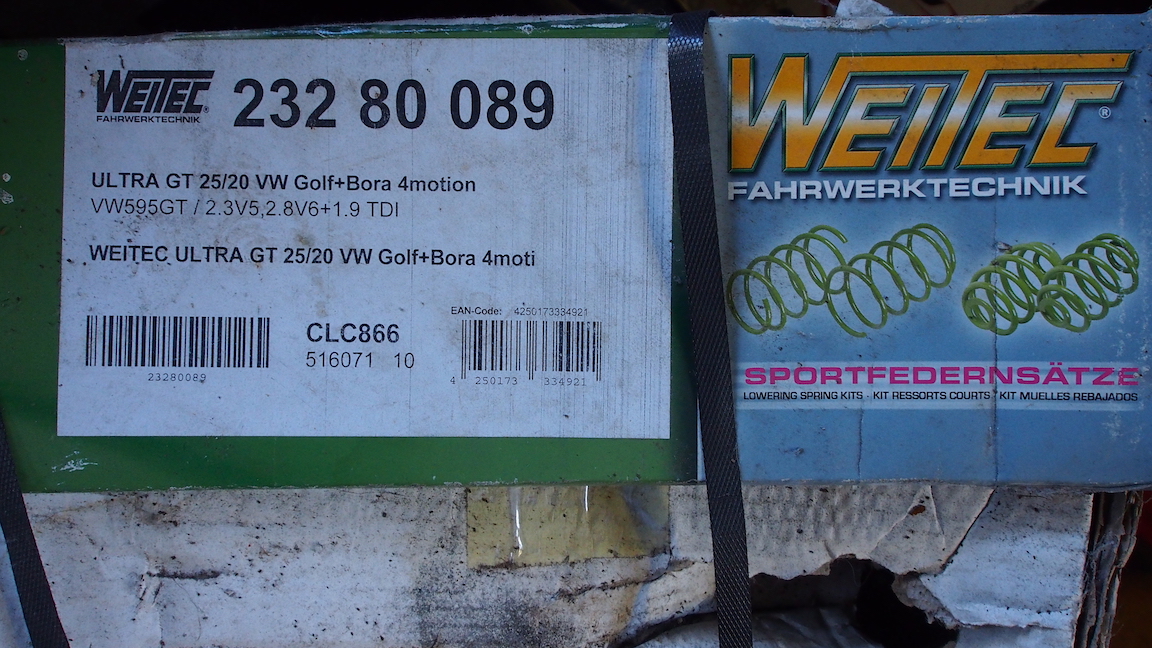 WEITEC®
FAHRWERKTECHNIK
232 80 089
ULTRA GT 25/20 VW Golf+Bora 4motion
VW595GT / 2.3V5,2.8V6+1.9 TDI
WEITEC ULTRA GT 25/20 VW Golf+Bora 4moti
23280089
CLC866
516071 10
EAN-Code: 4250173334921
4 250173 334921
WEITEC®
FAHRWERKTECHNIK
SPORTFEDERNSÄTZE
LOWERING SPRING KITS · KIT RESSORTS COURTS · KIT MUELLES REBAJADOS